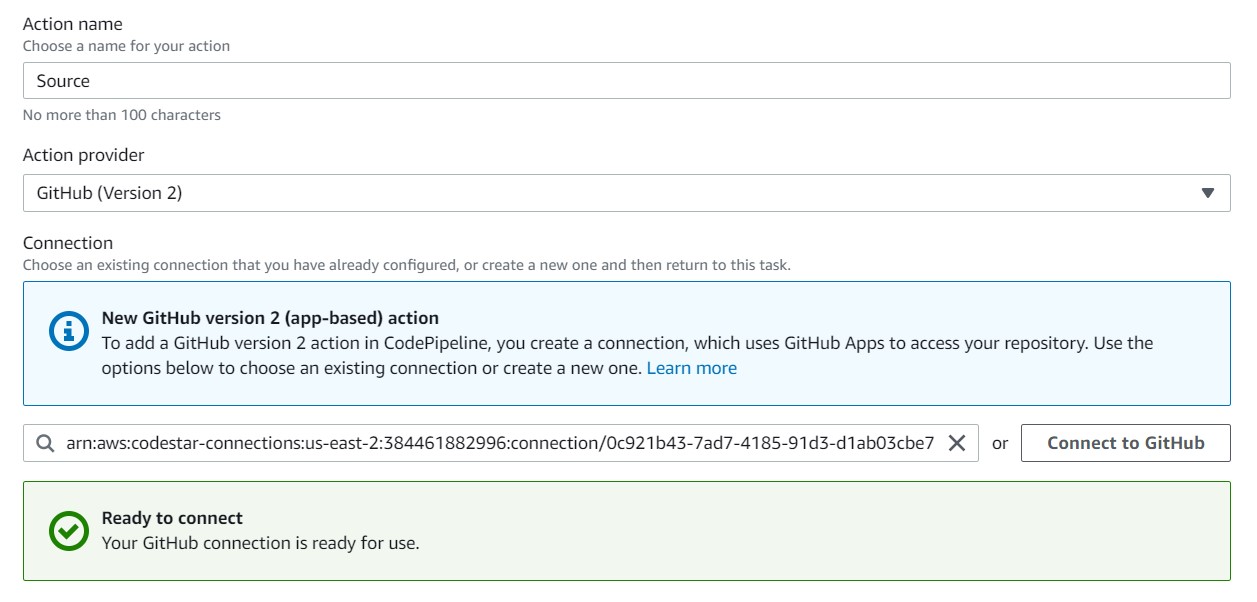 Action name
Choose a name for your action
Source
No more than 100 characters
Action provider
GitHub (Version 2)
Connection
Choose an existing connection that you have already configured, or create a new one and then return to this task.
New GitHub version 2 (app-based) action
To add a GitHub version 2 action in CodePipeline, you create a connection, which uses GitHub Apps to access your repository. Use the
options below to choose an existing connection or create a new one. Learn more
arn:aws:codestar-connections:us-east-2:384461882996:connection/0c921b43-7ad7-4185-91d3-d1ab03cbe7 or Connect to GitHub
Ready to connect
Your GitHub connection is ready for use.